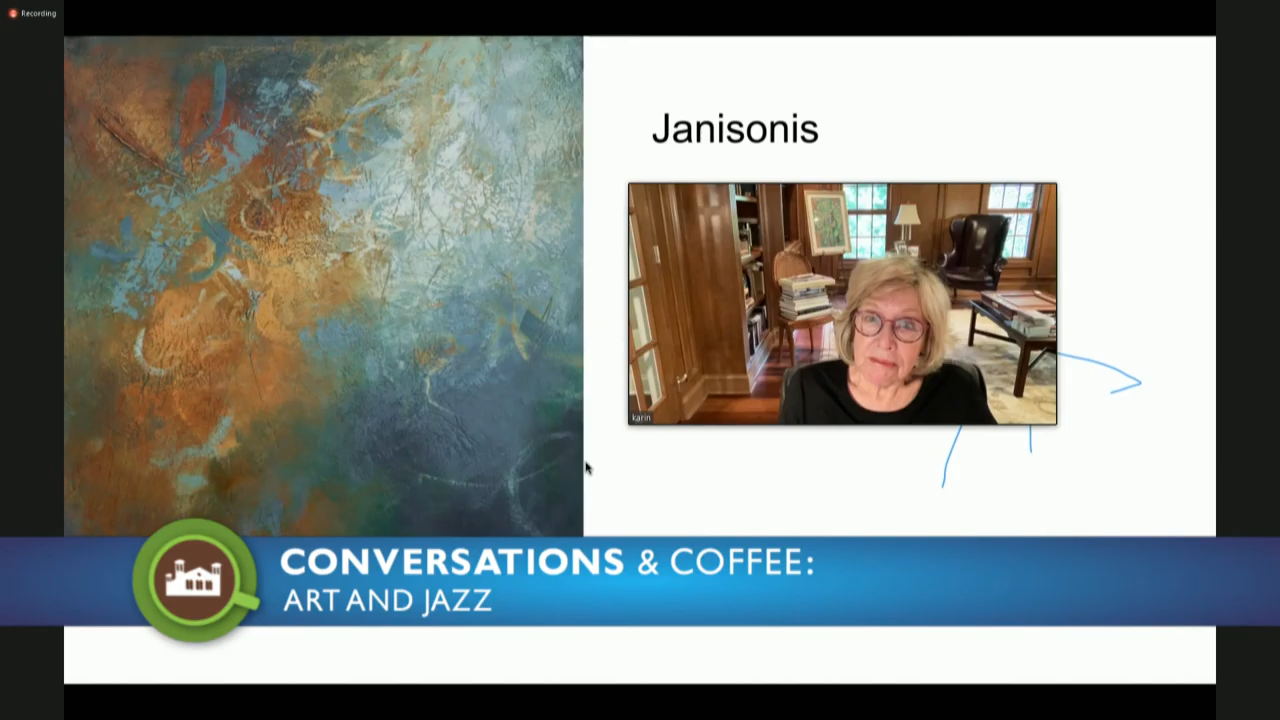 Recording
Janisonis
karin
CONVERSATIONS & COFFEE:
ART AND JAZZ